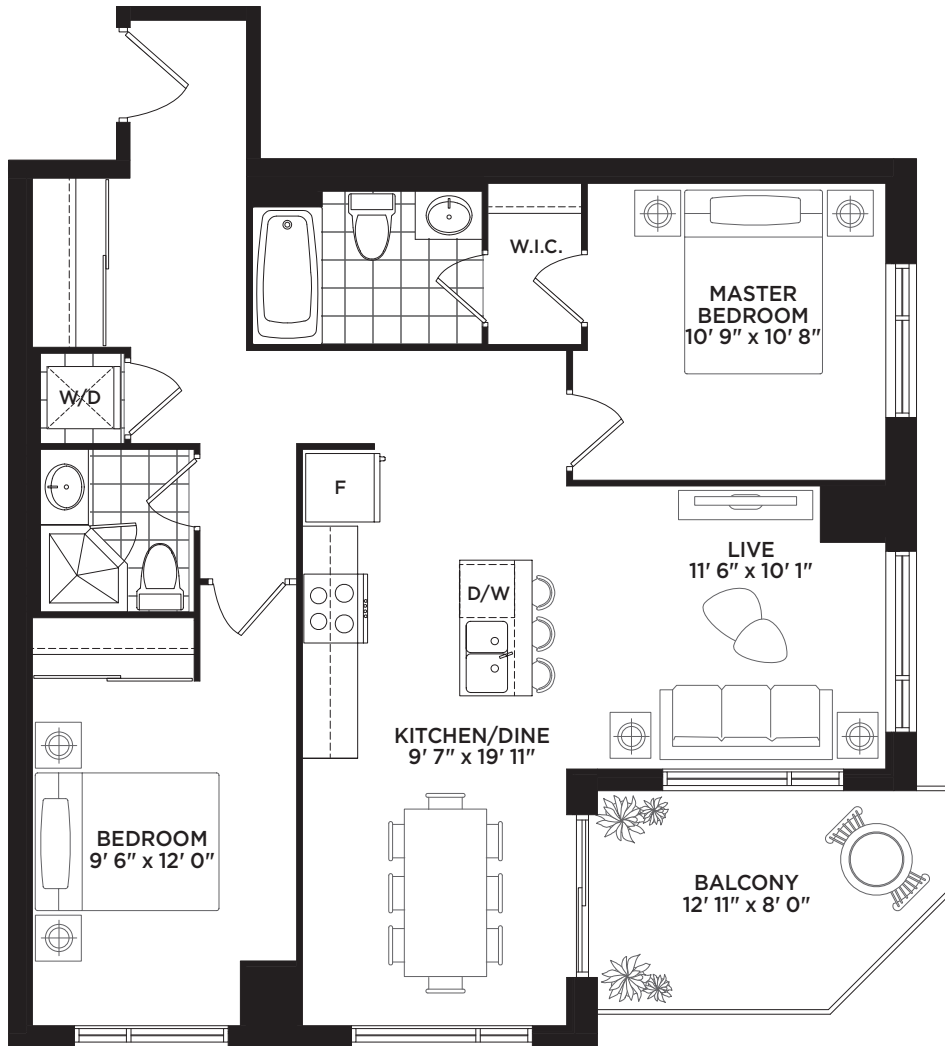 W.I.C.
MASTER
BEDROOM
10' 9" x 10' 8"
W/D
F
LIVE
11' 6" x 10' 1"
D/W
KITCHEN/DINE
9' 7" x 19' 11"
BEDROOM
9' 6" x 12' 0"
BALCONY
12' 11" x 8' 0"